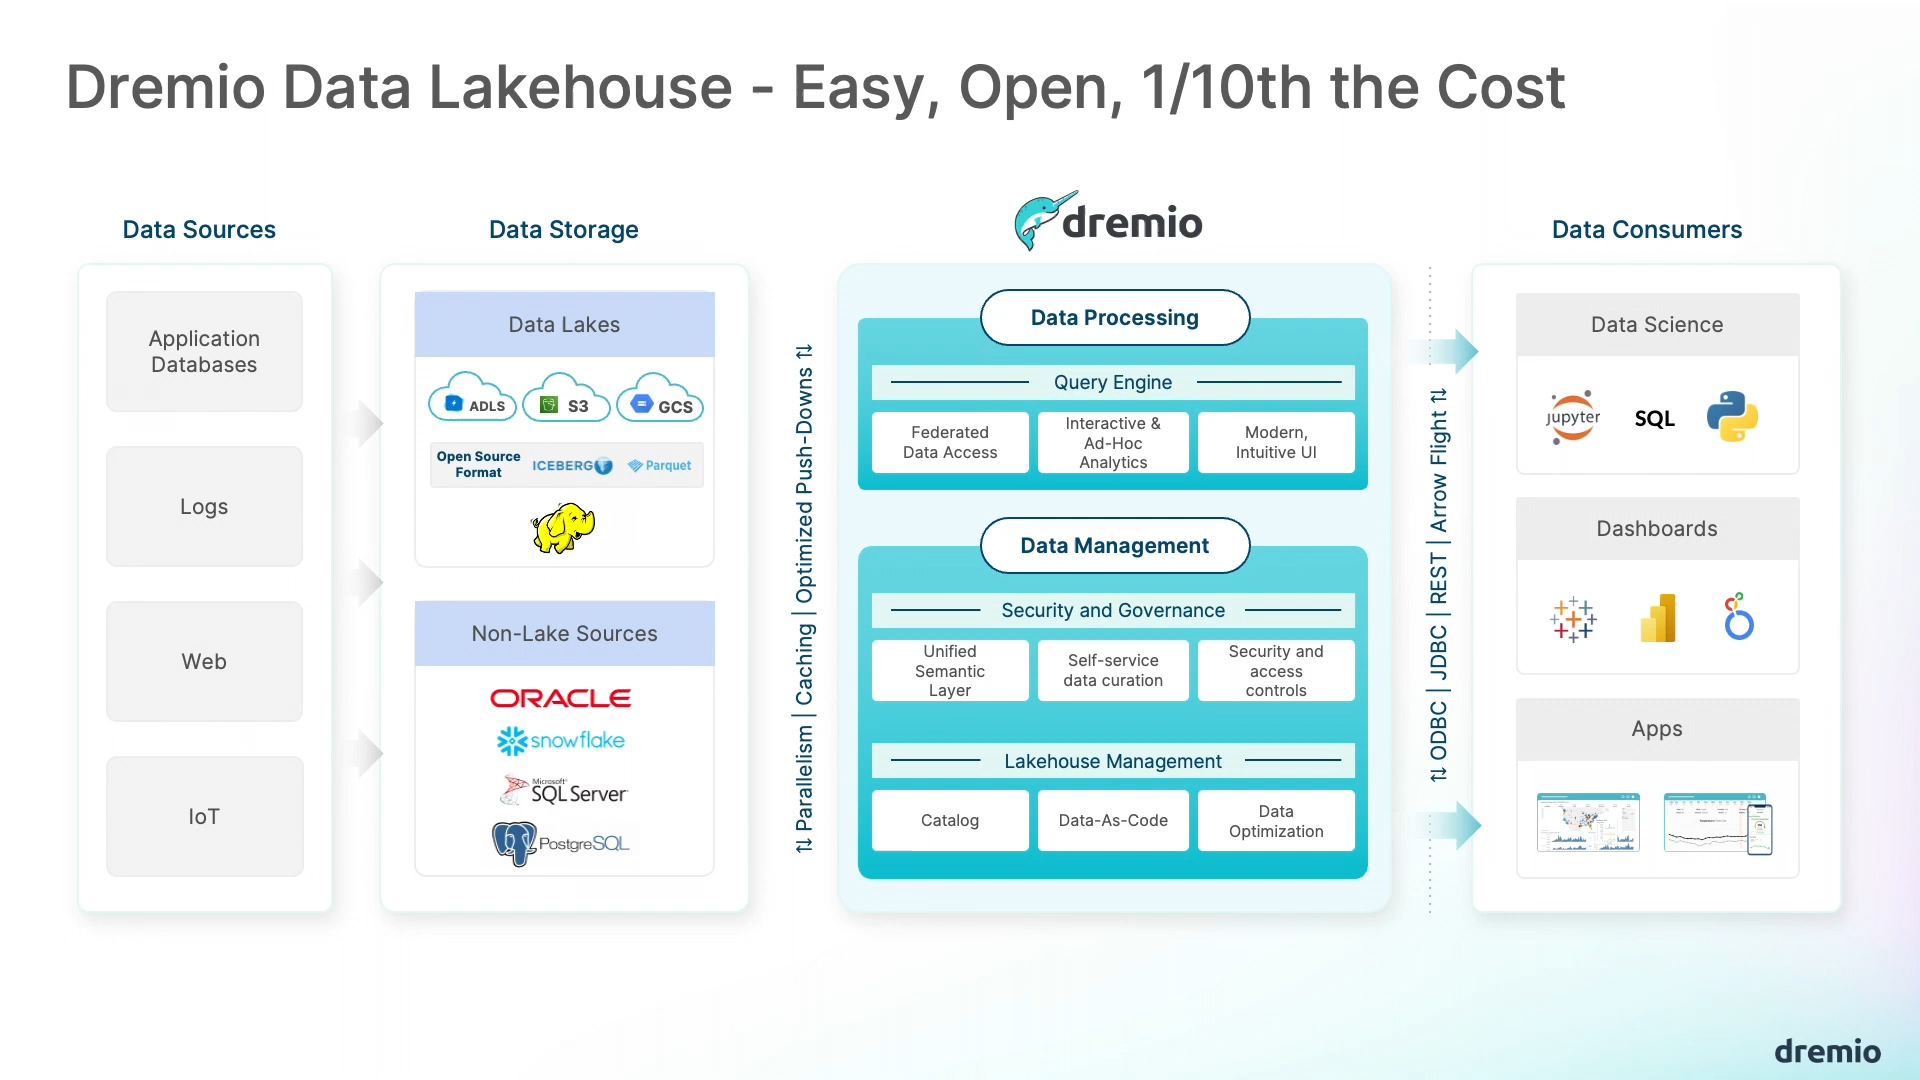 Dremio Data Lakehouse - Easy, Open, 1/10th the Cost
Data Sources
Application
Databases
Logs
Web
IoT
Data Storage
Data Lakes
ADLS
S3
GCS
Open Source
Format
ICEBERG
Parquet
Non-Lake Sources
ORACLE
snowflake
Microsoft
SQL Server
PostgreSQL
⇅ Parallelism | Caching | Optimized Push-Downs ⇅
dremio
Data Processing
Query Engine
Federated
Data Access
Interactive &
Ad-Hoc
Analytics
Modern,
Intuitive UI
Data Management
Security and Governance
Unified
Semantic
Layer
Self-service
data curation
Security and
access
controls
Lakehouse Management
Catalog
Data-As-Code
Data
Optimization
⇅ ODBC | JDBC | REST | Arrow Flight ⇅
Data Consumers
Data Science
jupyter
SQL
Dashboards
Apps
dremio